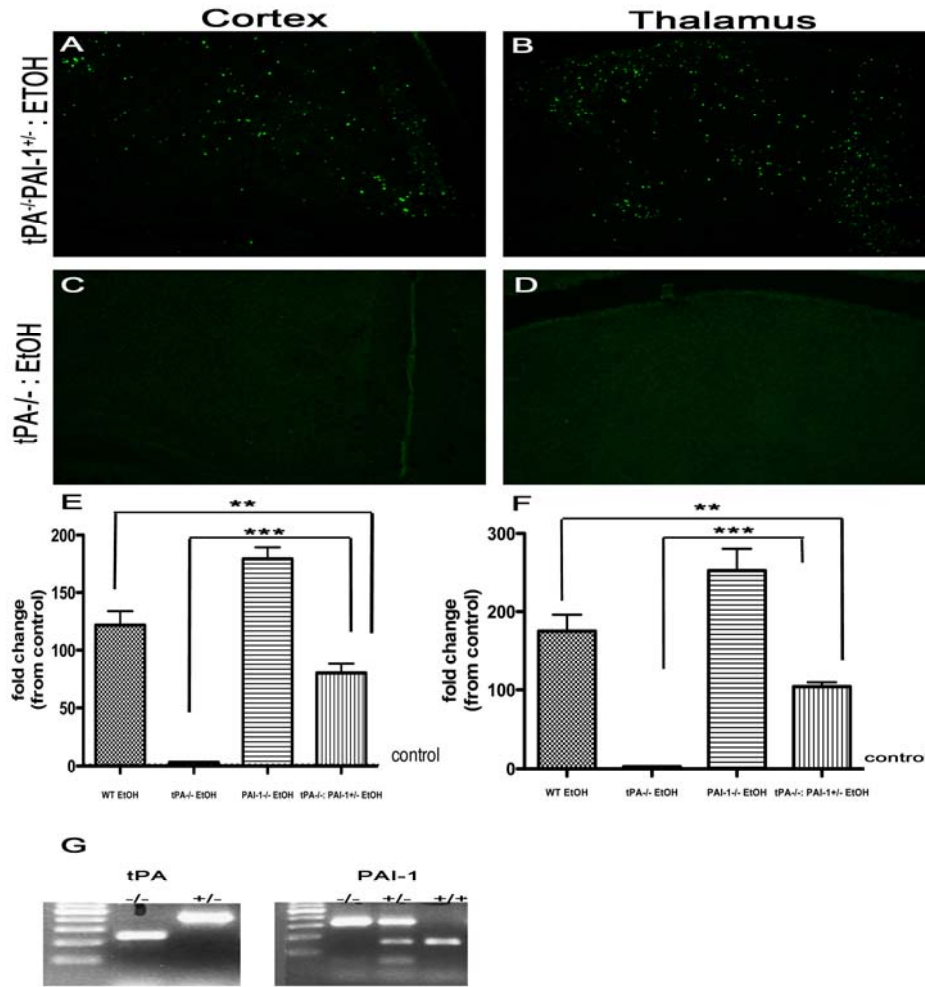 Cortex Thalamus
A B
tPA-/-PAI-1+/- : ETOH
C D
tPA-/- : EtOH
E F
** **
*** ***
200
150
100
50
0
fold change
(from control)
control
WT EtOH tPA-/- EtOH PAI-1-/- EtOH tPA-/-: PAI-1+/- EtOH
300
200
100
0
fold change
(from control)
control
WT EtOH tPA-/- EtOH PAI-1-/- EtOH tPA-/-: PAI-1+/- EtOH
G
tPA PAI-1
-/- +/- -/- +/- +/+